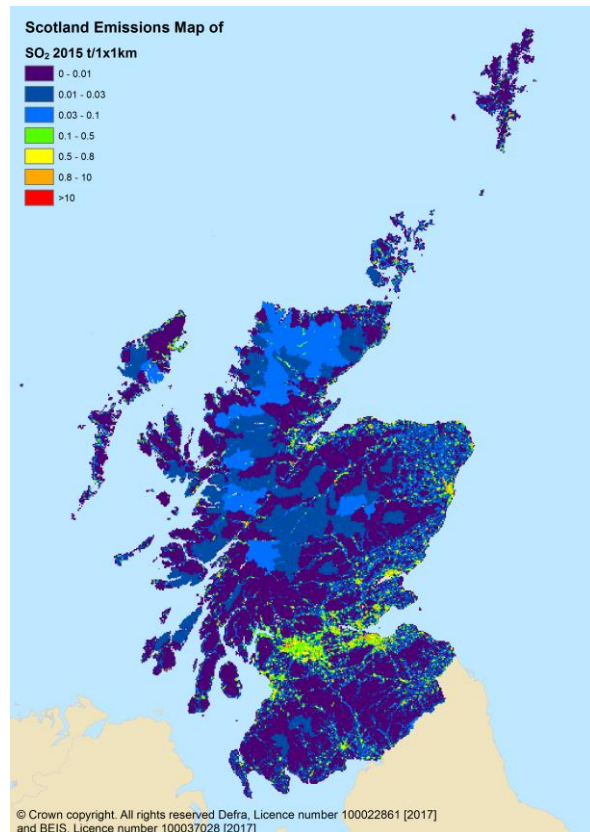 Scotland Emissions Map of
SO₂ 2015 t/1x1km
0 - 0.01
0.01 - 0.03
0.03 - 0.1
0.1 - 0.5
0.5 - 0.8
0.8 - 10
>10
© Crown copyright. All rights reserved Defra, Licence number 100022861 [2017]
and BEIS, Licence number 100037028 [2017]